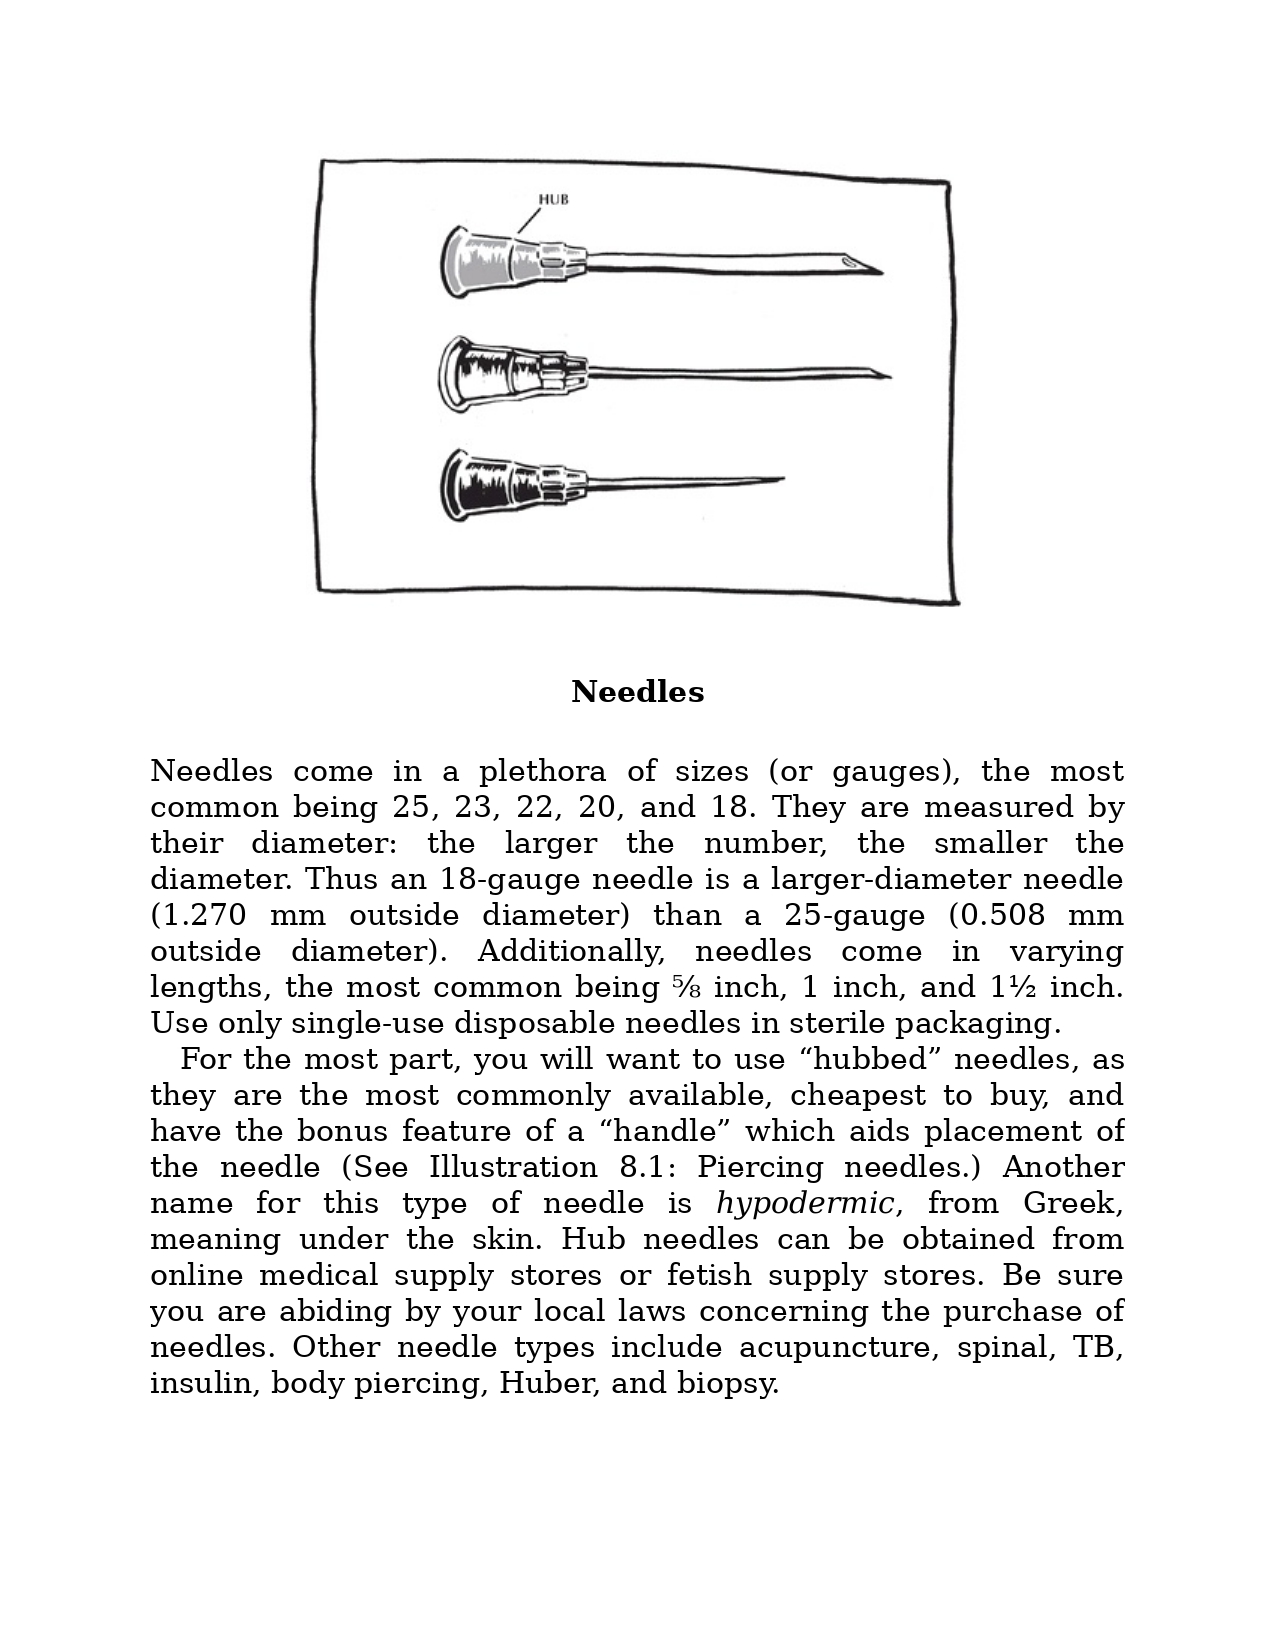 HUB
Needles
Needles come in a plethora of sizes (or gauges), the most
common being 25, 23, 22, 20, and 18. They are measured by
their diameter: the larger the number, the smaller the
diameter. Thus an 18-gauge needle is a larger-diameter needle
(1.270 mm outside diameter) than a 25-gauge (0.508 mm
outside diameter). Additionally, needles come in varying
lengths, the most common being ⅝ inch, 1 inch, and 1½ inch.
Use only single-use disposable needles in sterile packaging.
For the most part, you will want to use “hubbed” needles, as
they are the most commonly available, cheapest to buy, and
have the bonus feature of a “handle” which aids placement of
the needle (See Illustration 8.1: Piercing needles.) Another
name for this type of needle is hypodermic, from Greek,
meaning under the skin. Hub needles can be obtained from
online medical supply stores or fetish supply stores. Be sure
you are abiding by your local laws concerning the purchase of
needles. Other needle types include acupuncture, spinal, TB,
insulin, body piercing, Huber, and biopsy.